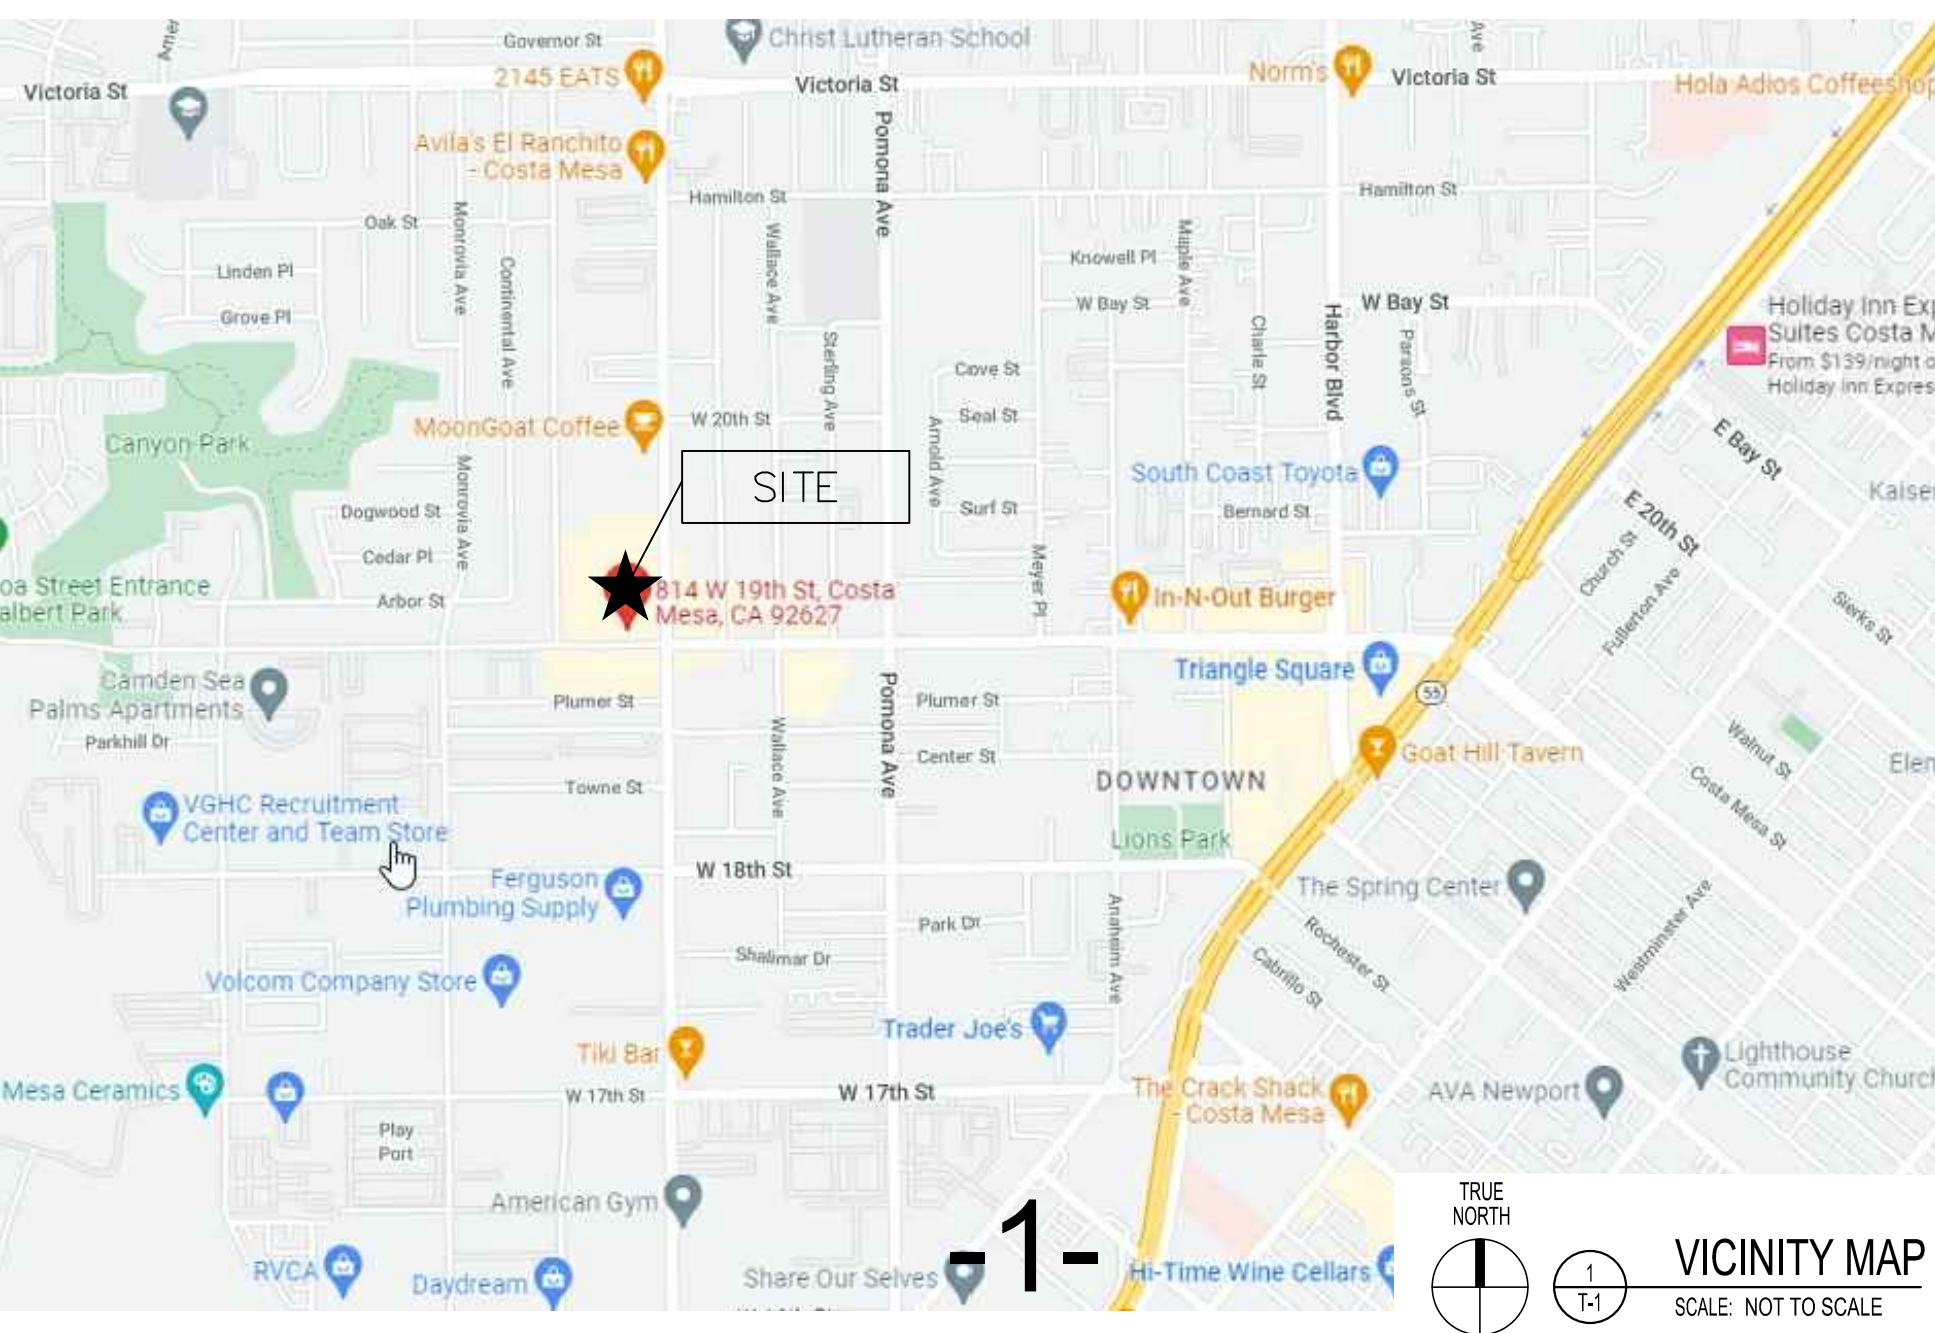 Governor St
Christ Lutheran School
Ave
2145 EATS
Norm's
Victoria St
Victoria St
Victoria St
Hola Adios Coffeeshop
Avila's El Ranchito
- Costa Mesa
Pomona Ave
Hamilton St
Hamilton St
Oak St
Monrovia Ave
Wallace Ave
Maple Ave
Linden Pl
Continental Ave
Knowell Pl
Grove Pl
W Bay St
W Bay St
Harbor Blvd
Charle St
Parsons St
Sterling Ave
Holiday Inn Exp
Suites Costa M
From $139/night o
Holiday Inn Expres
Cove St
Seal St
Arnold Ave
MoonGoat Coffee
W 20th St
Canyon Park
E Bay St
Monrovia Ave
SITE
South Coast Toyota
Kaiser
Dogwood St
Surf St
Bernard St
E 20th St
Cedar Pl
Meyer Pl
Church St
Fullerton Ave
oa Street Entrance
albert Park
Arbor St
814 W 19th St, Costa
Mesa, CA 92627
In-N-Out Burger
Sierks St
Triangle Square
Camden Sea
Palms Apartments
Plumer St
Pomona Ave
Plumer St
55
Parkhill Dr
Wallace Ave
Center St
Goat Hill Tavern
Walnut St
Elem
Towne St
DOWNTOWN
Costa Mesa St
VGHC Recruitment
Center and Team Store
Lions Park
W 18th St
Ferguson
Plumbing Supply
The Spring Center
Westminster Ave
Park Dr
Anaheim Ave
Rochester St
Shalimar Dr
Cabrillo St
Volcom Company Store
Trader Joe's
Tiki Bar
Lighthouse
Community Church
Mesa Ceramics
W 17th St
W 17th St
The Crack Shack
- Costa Mesa
AVA Newport
Play
Port
American Gym
RVCA
Daydream
Share Our Selves
-1-
Hi-Time Wine Cellars
TRUE
NORTH
1
T-1
VICINITY MAP
SCALE: NOT TO SCALE